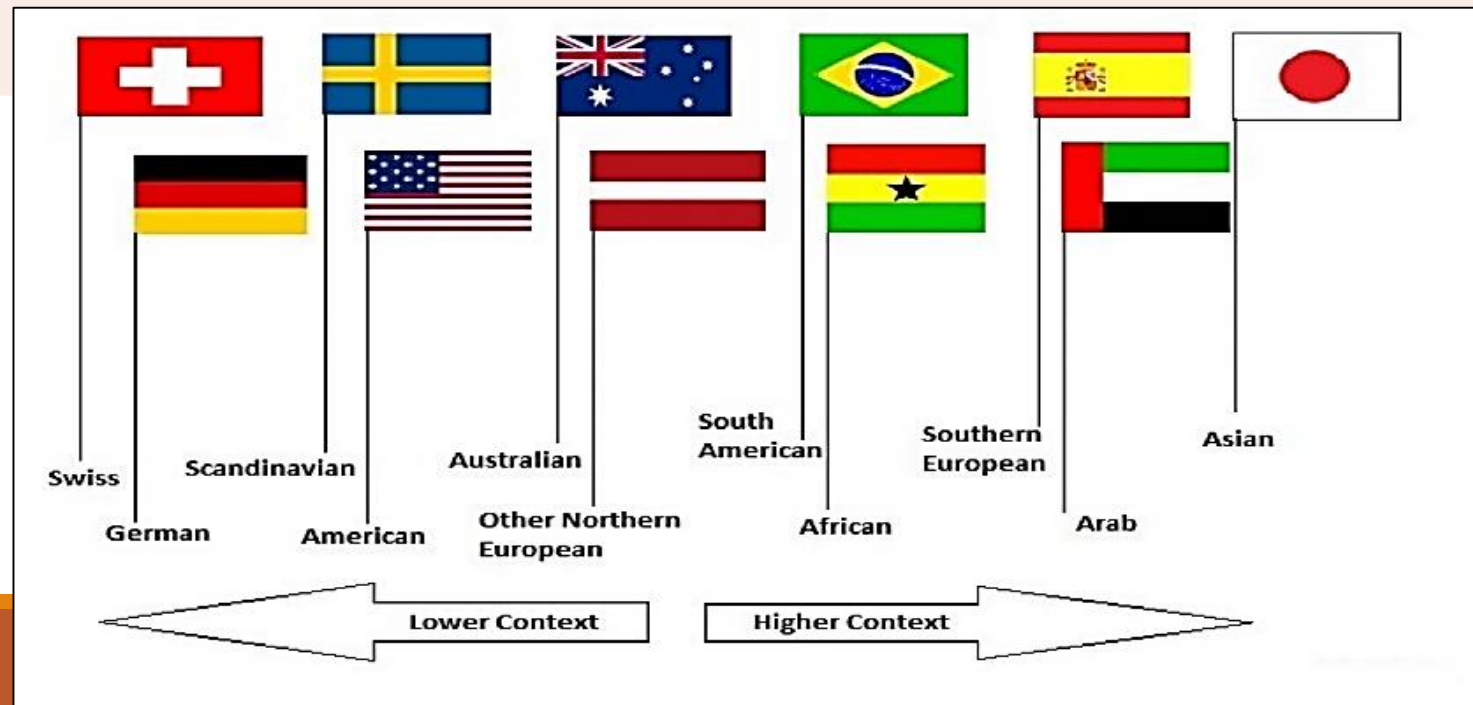 Swiss
German
Scandinavian
American
Australian
Other Northern
European
South
American
African
Southern
European
Arab
Asian
Lower Context
Higher Context